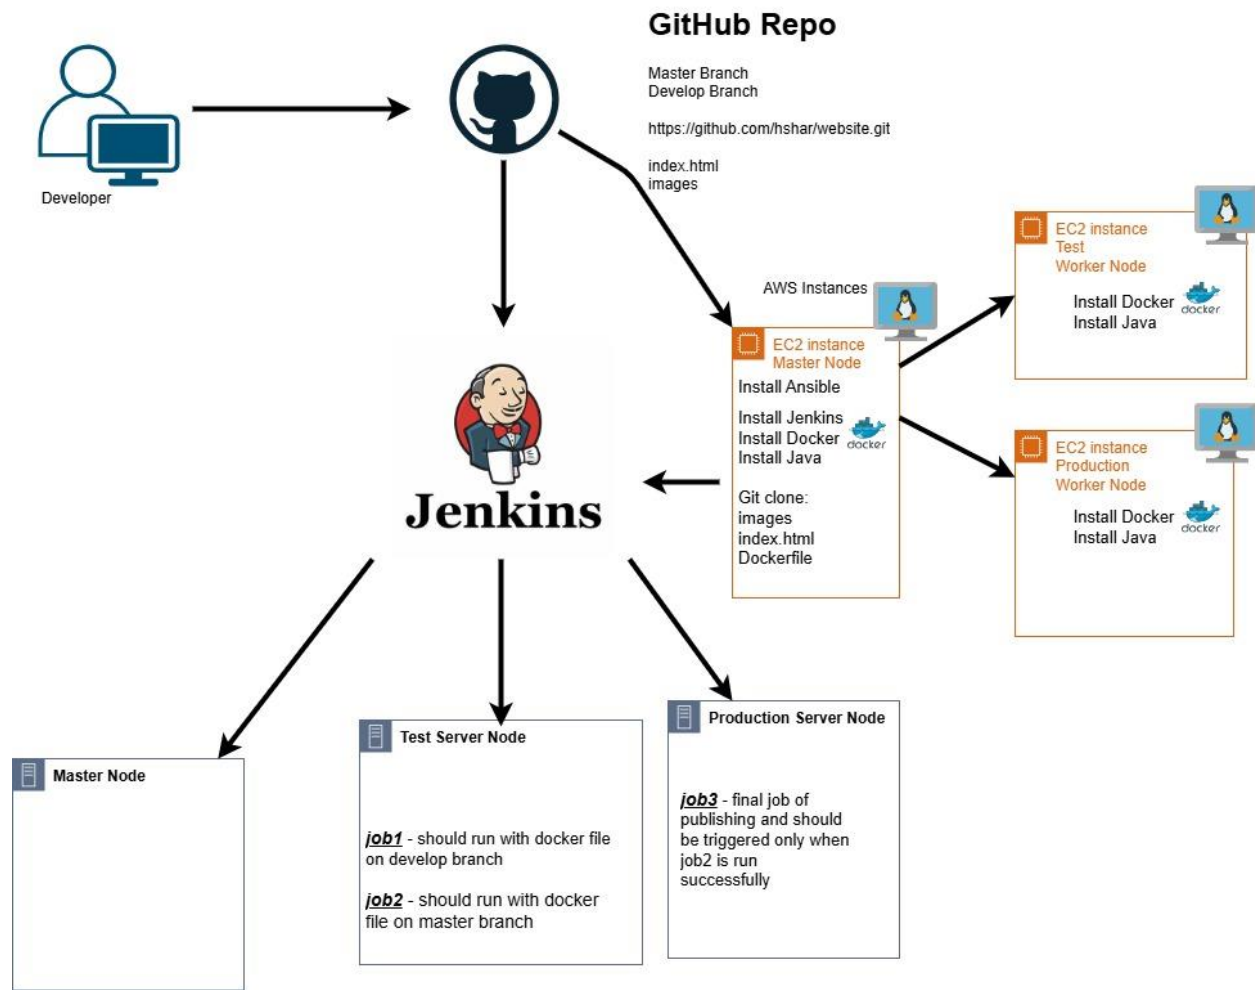 GitHub Repo
Master Branch
Develop Branch
https://github.com/hshar/website.git
index.html
images
Developer
AWS Instances
EC2 instance
Master Node
Install Ansible
Install Jenkins
Install Docker
Install Java
docker
Git clone:
images
index.html
Dockerfile
EC2 instance
Test
Worker Node
Install Docker
Install Java
docker
EC2 instance
Production
Worker Node
Install Docker
Install Java
docker
Jenkins
Master Node
Test Server Node
job1 - should run with docker file
on develop branch
job2 - should run with docker
file on master branch
Production Server Node
job3 - final job of
publishing and should
be triggered only when
job2 is run
successfully